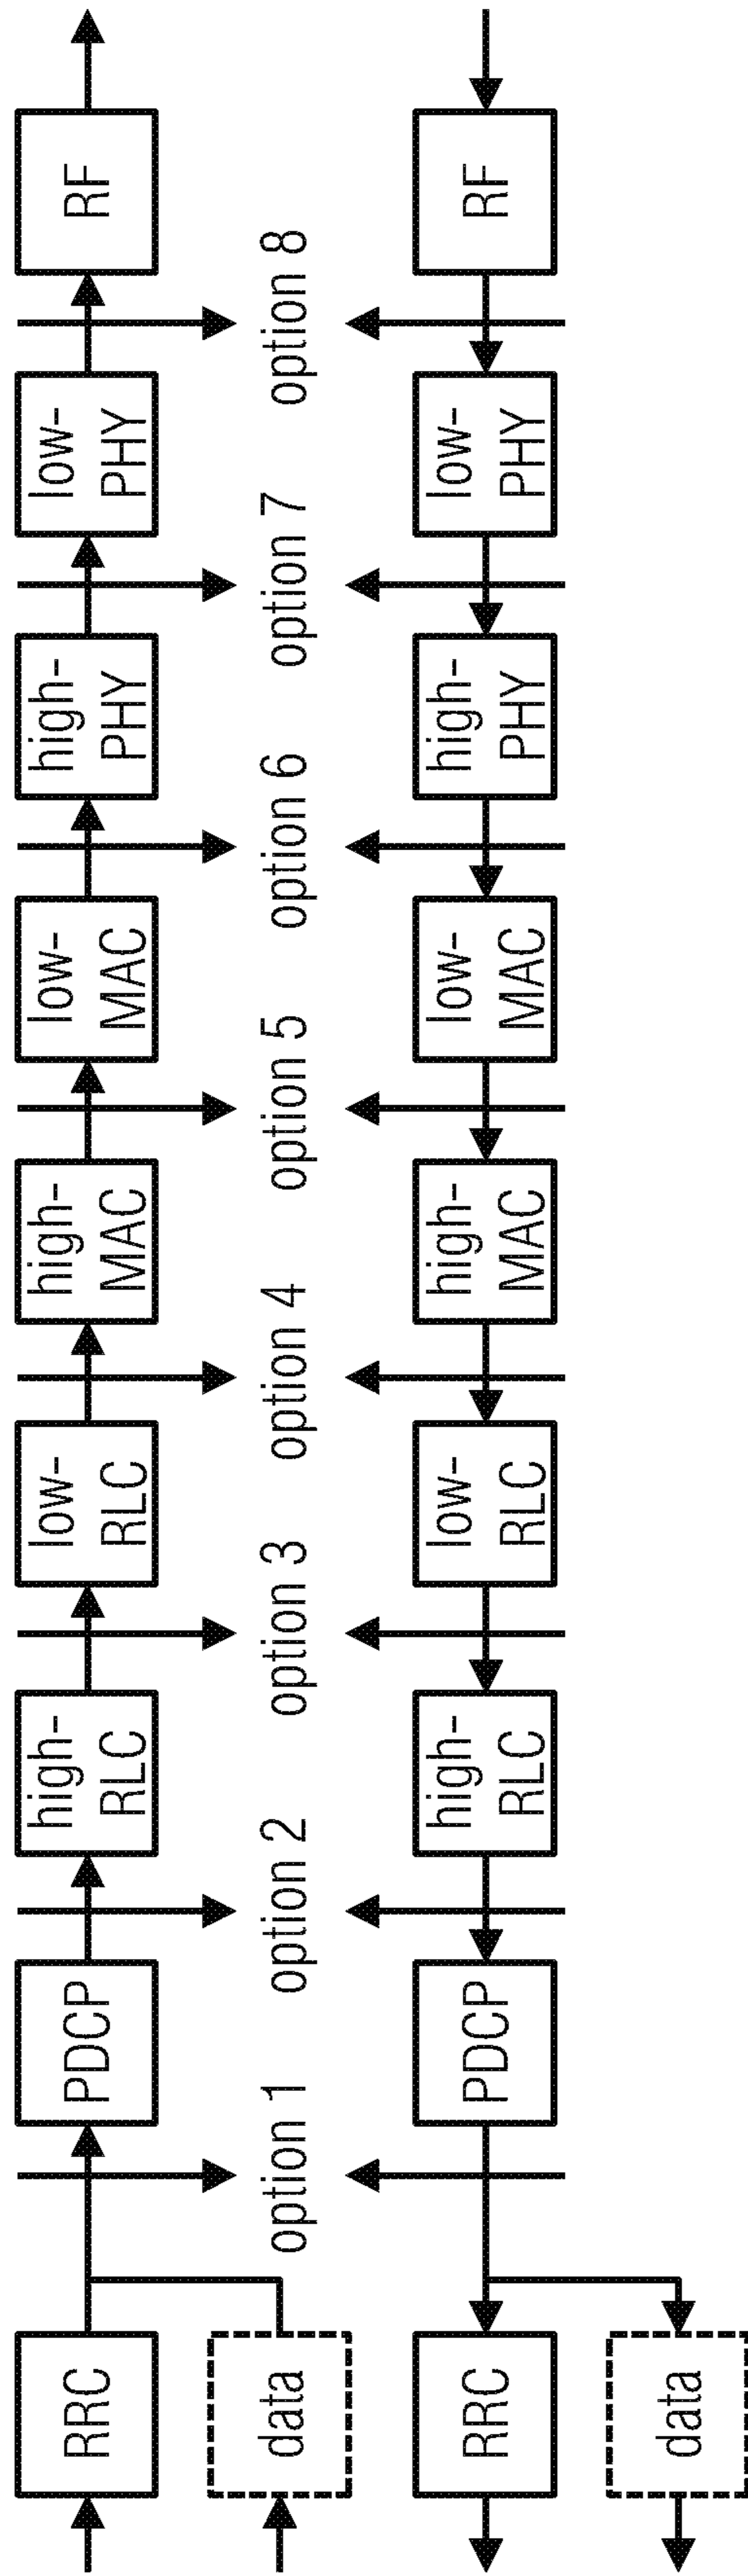 RRC
PDCP
high-
RLC
low-
RLC
high-
MAC
low-
MAC
high-
PHY
low-
PHY
RF
data
option 1
option 2
option 3
option 4
option 5
option 6
option 7
option 8
RRC
PDCP
high-
RLC
low-
RLC
high-
MAC
low-
MAC
high-
PHY
low-
PHY
RF
data